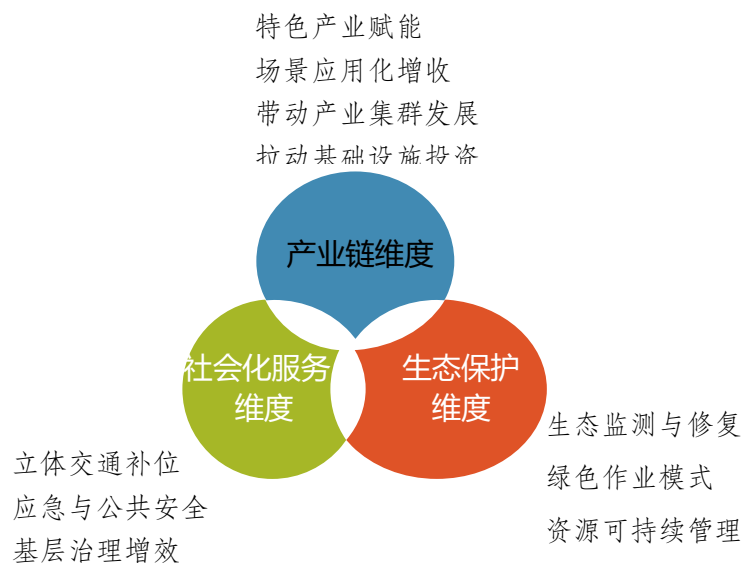 特色产业赋能
场景应用化增收
带动产业集群发展
拉动基础设施投资
产业链维度
社会化服务
维度
生态保护
维度
生态监测与修复
绿色作业模式
资源可持续管理
立体交通补位
应急与公共安全
基层治理增效